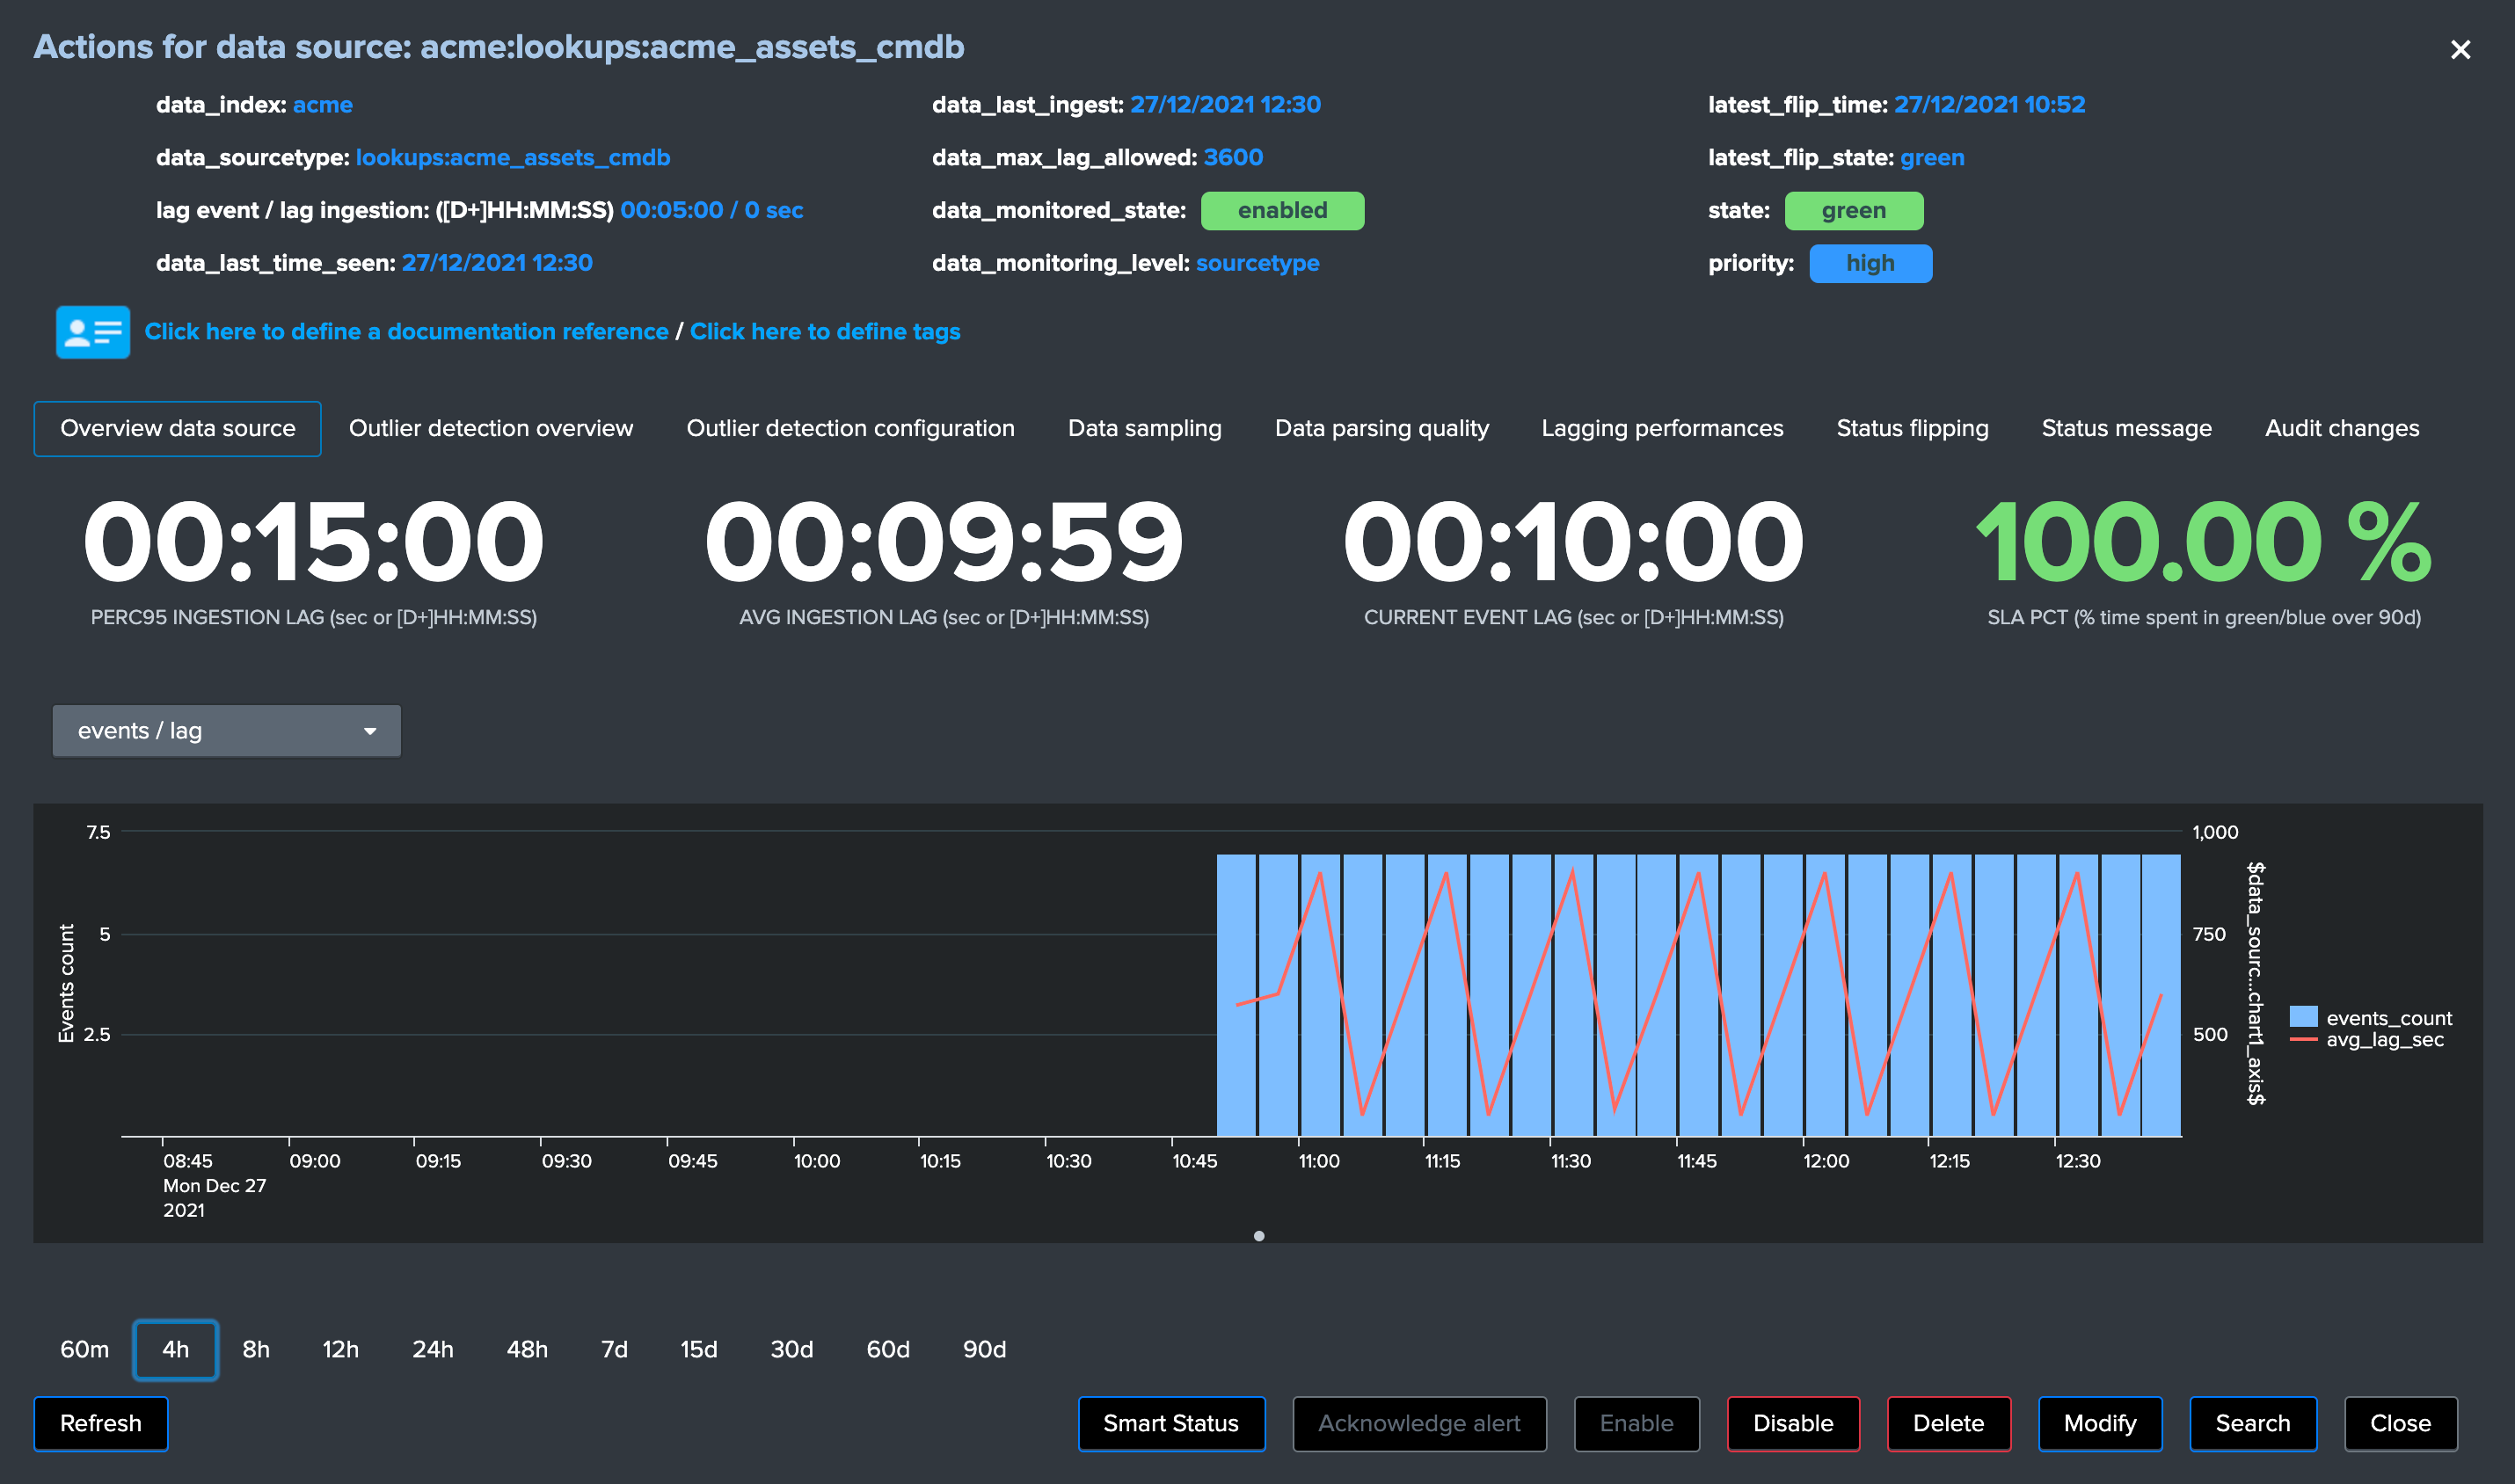 Actions for data source: acme:lookups:acme_assets_cmdb
data_index: acme
data_last_ingest: 27/12/2021 12:30
latest_flip_time: 27/12/2021 10:52
data_sourcetype: lookups:acme_assets_cmdb
data_max_lag_allowed: 3600
latest_flip_state: green
lag event / lag ingestion: ([D+]HH:MM:SS) 00:05:00 / 0 sec
data_monitored_state: enabled
state: green
data_last_time_seen: 27/12/2021 12:30
data_monitoring_level: sourcetype
priority: high
Click here to define a documentation reference / Click here to define tags
Overview data source
Outlier detection overview
Outlier detection configuration
Data sampling
Data parsing quality
Lagging performances
Status flipping
Status message
Audit changes
00:15:00
PERC95 INGESTION LAG (sec or [D+]HH:MM:SS)
00:09:59
AVG INGESTION LAG (sec or [D+]HH:MM:SS)
00:10:00
CURRENT EVENT LAG (sec or [D+]HH:MM:SS)
100.00 %
SLA PCT (% time spent in green/blue over 90d)
events / lag
Events count
7.5
5
2.5
1,000
750
500
$data_sourc...chart1_axis$
events_count
avg_lag_sec
08:45
Mon Dec 27
2021
09:00
09:15
09:30
09:45
10:00
10:15
10:30
10:45
11:00
11:15
11:30
11:45
12:00
12:15
12:30
60m
4h
8h
12h
24h
48h
7d
15d
30d
60d
90d
Refresh
Smart Status
Acknowledge alert
Enable
Disable
Delete
Modify
Search
Close